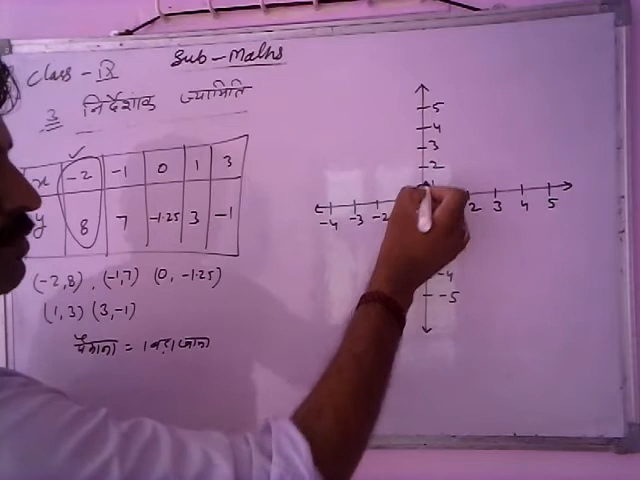 Class - IX Sub - Maths
3 निर्देशांक ज्यामिति
x -2 -1 0 1 3
y 8 7 -1.25 3 -1
(-2,8), (-1,7) (0, -1.25)
(1,3) (3,-1)
पैमाना =
5
4
3
2
-4 -3 -2 2 3 4 5
-4
-5